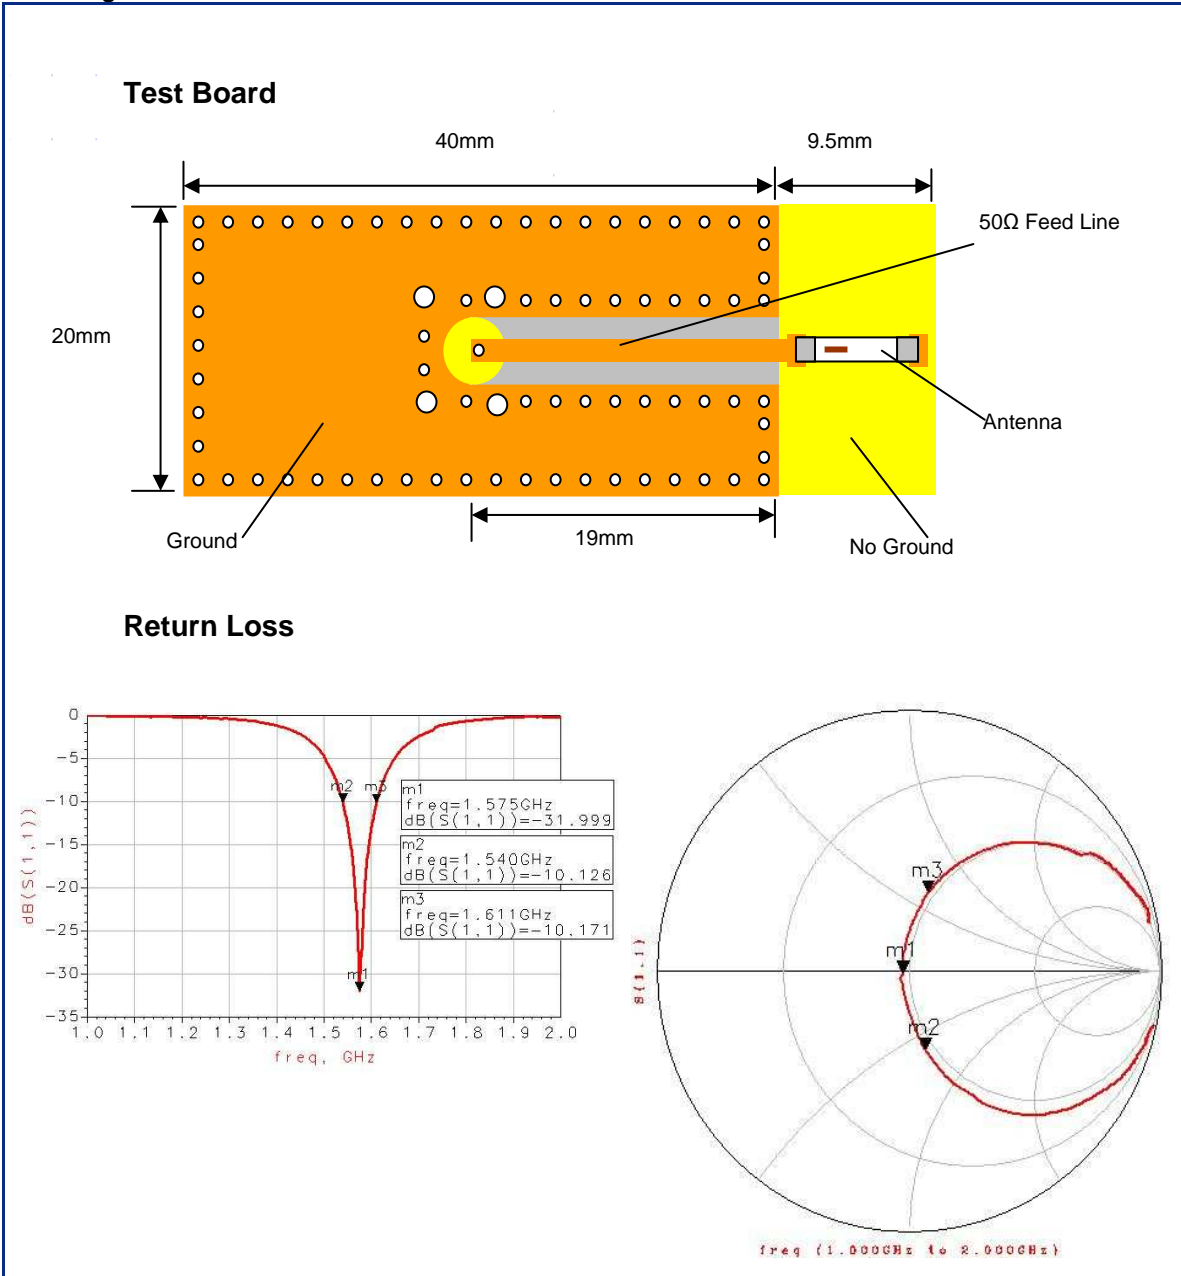 Test Board
40mm
9.5mm
50Ω Feed Line
20mm
Antenna
Ground
19mm
No Ground
Return Loss
0
-5
-10
-15
-20
-25
-30
-35
dB(S(1,1))
1.0 1.1 1.2 1.3 1.4 1.5 1.6 1.7 1.8 1.9 2.0
freq, GHz
m2
m3
m1
m1
freq=1.575GHz
dB(S(1,1))=-31.999
m2
freq=1.540GHz
dB(S(1,1))=-10.126
m3
freq=1.611GHz
dB(S(1,1))=-10.171
m3
m1
m2
S(1,1)
freq (1.000GHz to 2.000GHz)